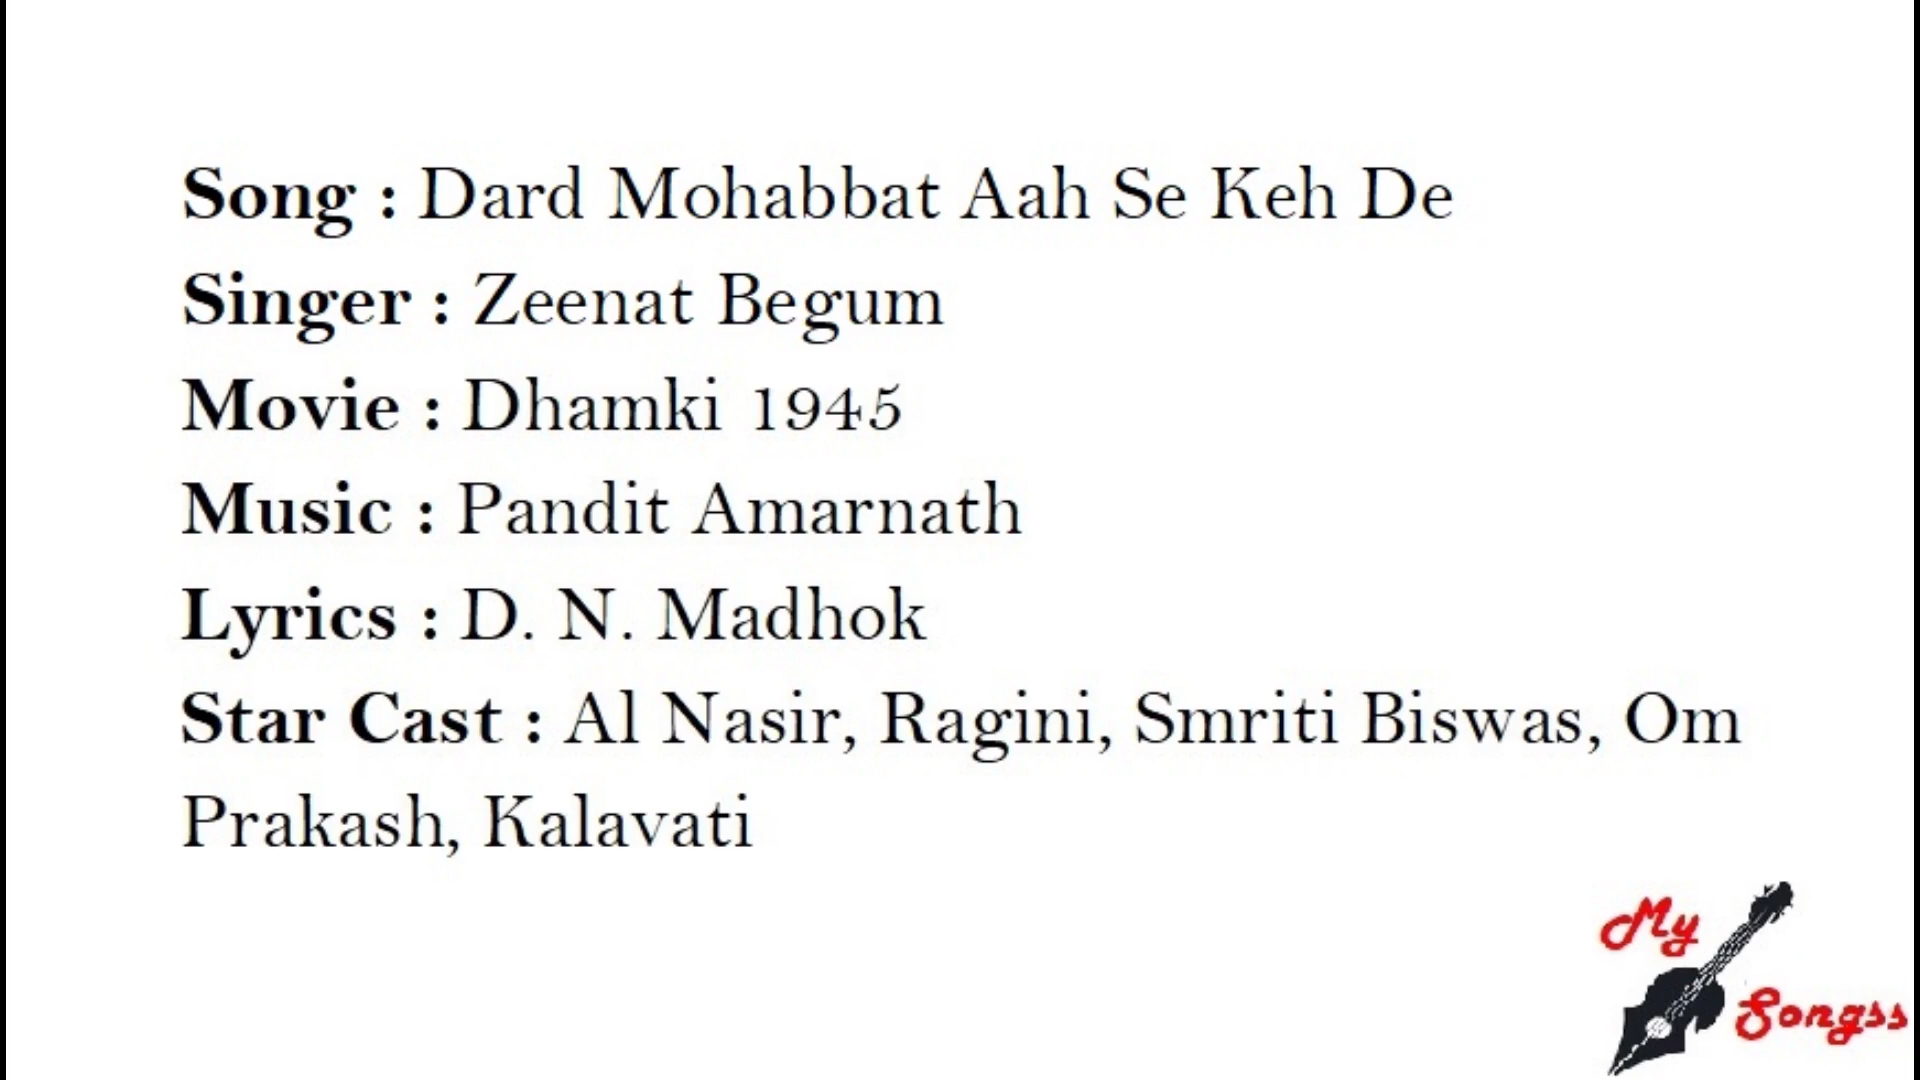 Song : Dard Mohabbat Aah Se Keh De
Singer : Zeenat Begum
Movie : Dhamki 1945
Music : Pandit Amarnath
Lyrics : D. N. Madhok
Star Cast : Al Nasir, Ragini, Smriti Biswas, Om
Prakash, Kalavati
My
Songss